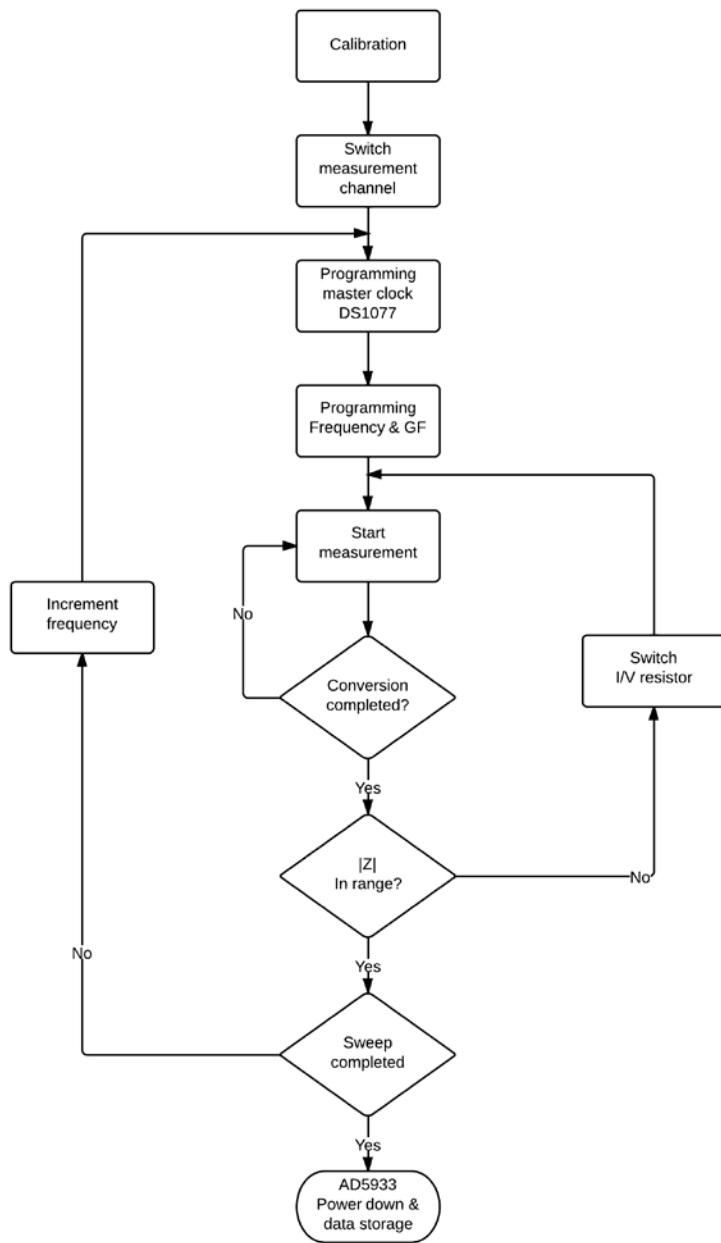 Calibration
Switch
measurement
channel
Programming
master clock
DS1077
Programming
Frequency & GF
Start
measurement
Increment
frequency
No
Switch
I/V resistor
Conversion
completed?
Yes
|Z|
In range?
No
Yes
No
Sweep
completed
Yes
AD5933
Power down &
data storage